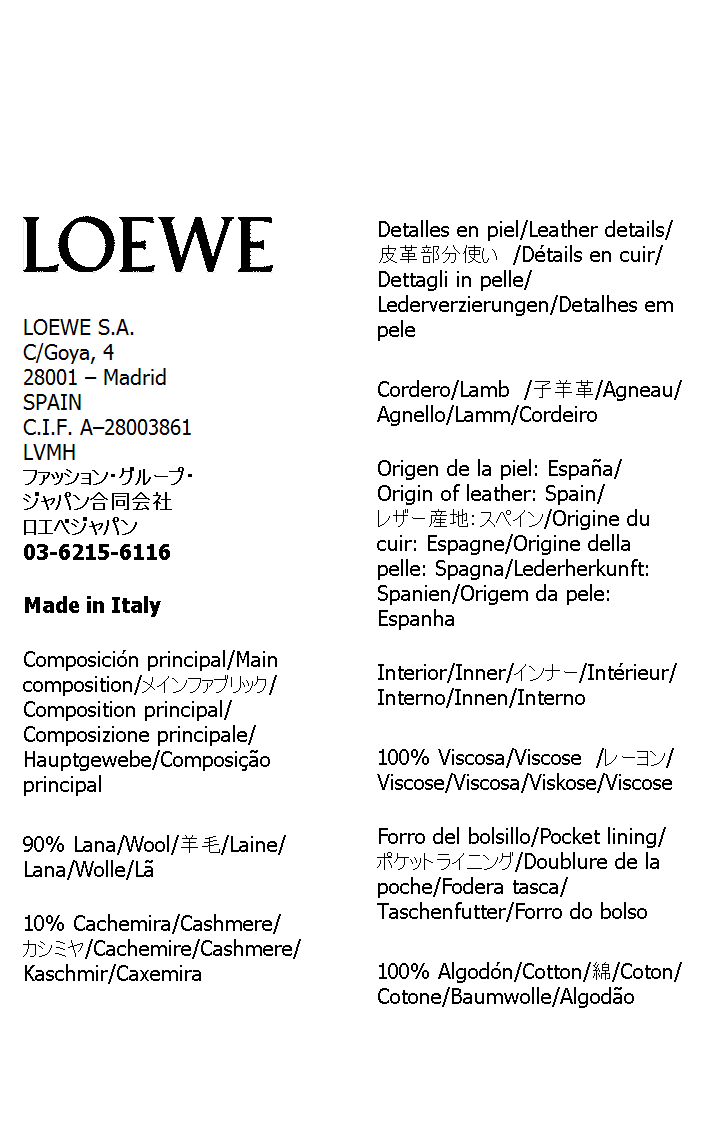 LOEWE
LOEWE S.A.
C/Goya, 4
28001 – Madrid
SPAIN
C.I.F. A–28003861
LVMH
ファッション・グループ・
ジャパン合同会社
ロエベジャパン
03-6215-6116
Made in Italy
Composición principal/Main
composition/メインファブリック/
Composition principal/
Composizione principale/
Hauptgewebe/Composição
principal
90% Lana/Wool/羊毛/Laine/
Lana/Wolle/Lã
10% Cachemira/Cashmere/
カシミヤ/Cachemire/Cashmere/
Kaschmir/Caxemira
Detalles en piel/Leather details/
皮革部分使い /Détails en cuir/
Dettagli in pelle/
Lederverzierungen/Detalhes em
pele
Cordero/Lamb /子羊革/Agneau/
Agnello/Lamm/Cordeiro
Origen de la piel: España/
Origin of leather: Spain/
レザー産地：スペイン/Origine du
cuir: Espagne/Origine della
pelle: Spagna/Lederherkunft:
Spanien/Origem da pele:
Espanha
Interior/Inner/インナー/Intérieur/
Interno/Innen/Interno
100% Viscosa/Viscose /レーヨン/
Viscose/Viscosa/Viskose/Viscose
Forro del bolsillo/Pocket lining/
ポケットライニング/Doublure de la
poche/Fodera tasca/
Taschenfutter/Forro do bolso
100% Algodón/Cotton/綿/Coton/
Cotone/Baumwolle/Algodão